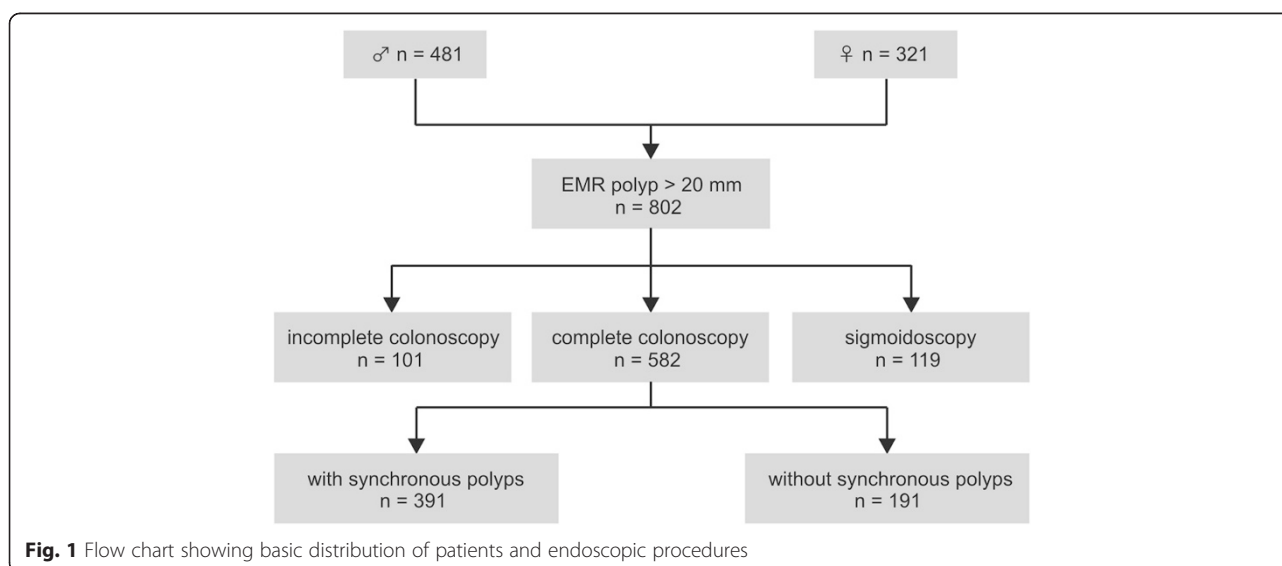 ♂ n = 481
♀ n = 321
EMR polyp > 20 mm
n = 802
incomplete colonoscopy
n = 101
complete colonoscopy
n = 582
sigmoidoscopy
n = 119
with synchronous polyps
n = 391
without synchronous polyps
n = 191
Fig. 1 Flow chart showing basic distribution of patients and endoscopic procedures